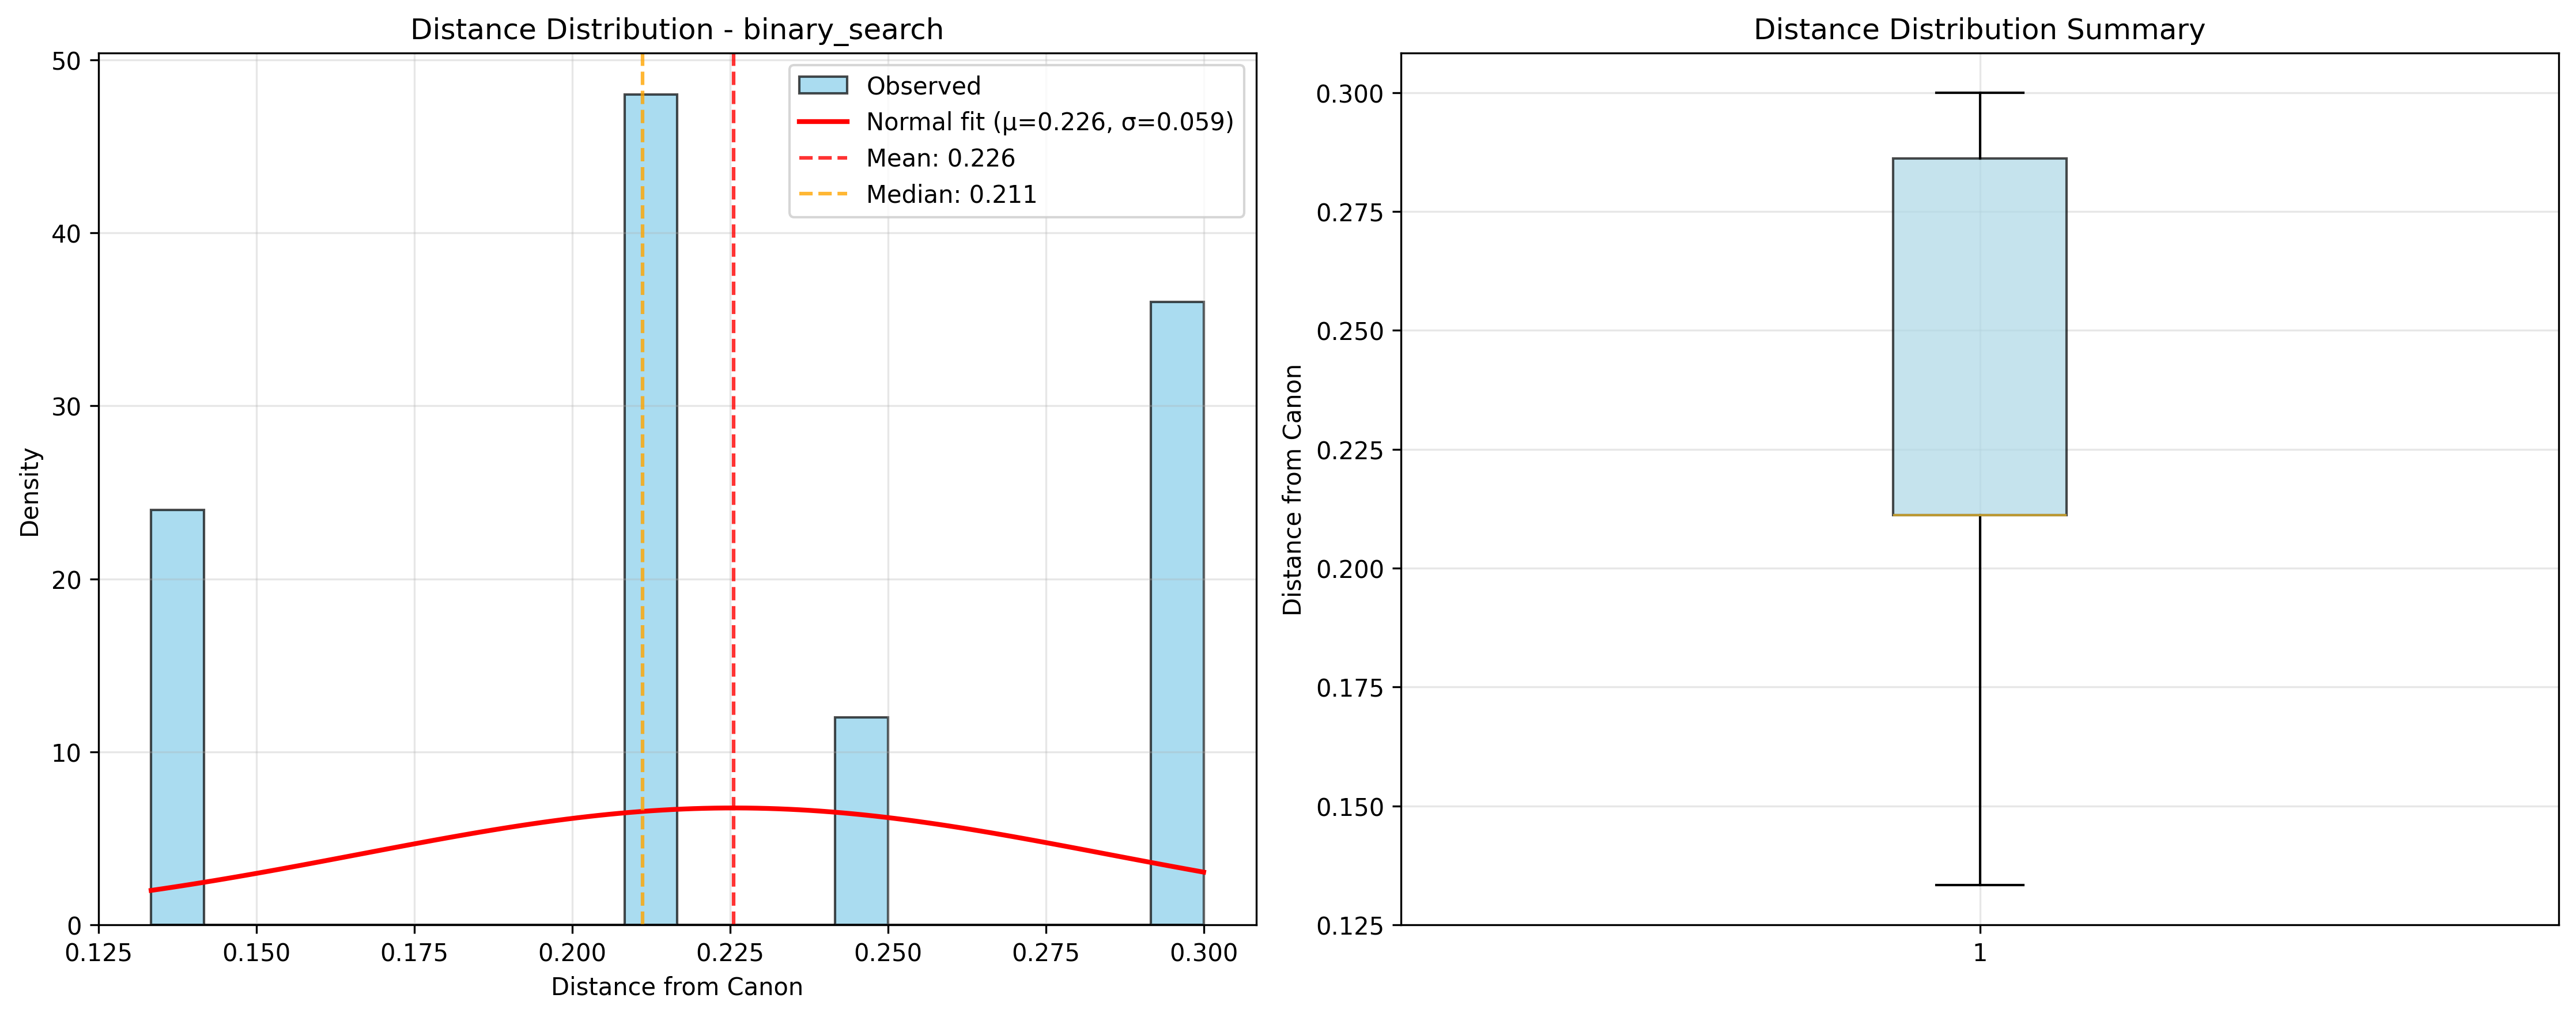 Distance Distribution - binary_search
50
40
30
20
10
0
Density
Observed
Normal fit (μ=0.226, σ=0.059)
Mean: 0.226
Median: 0.211
0.125 0.150 0.175 0.200 0.225 0.250 0.275 0.300
Distance from Canon
Distance Distribution Summary
0.300
0.275
0.250
0.225
0.200
0.175
0.150
0.125
Distance from Canon
1